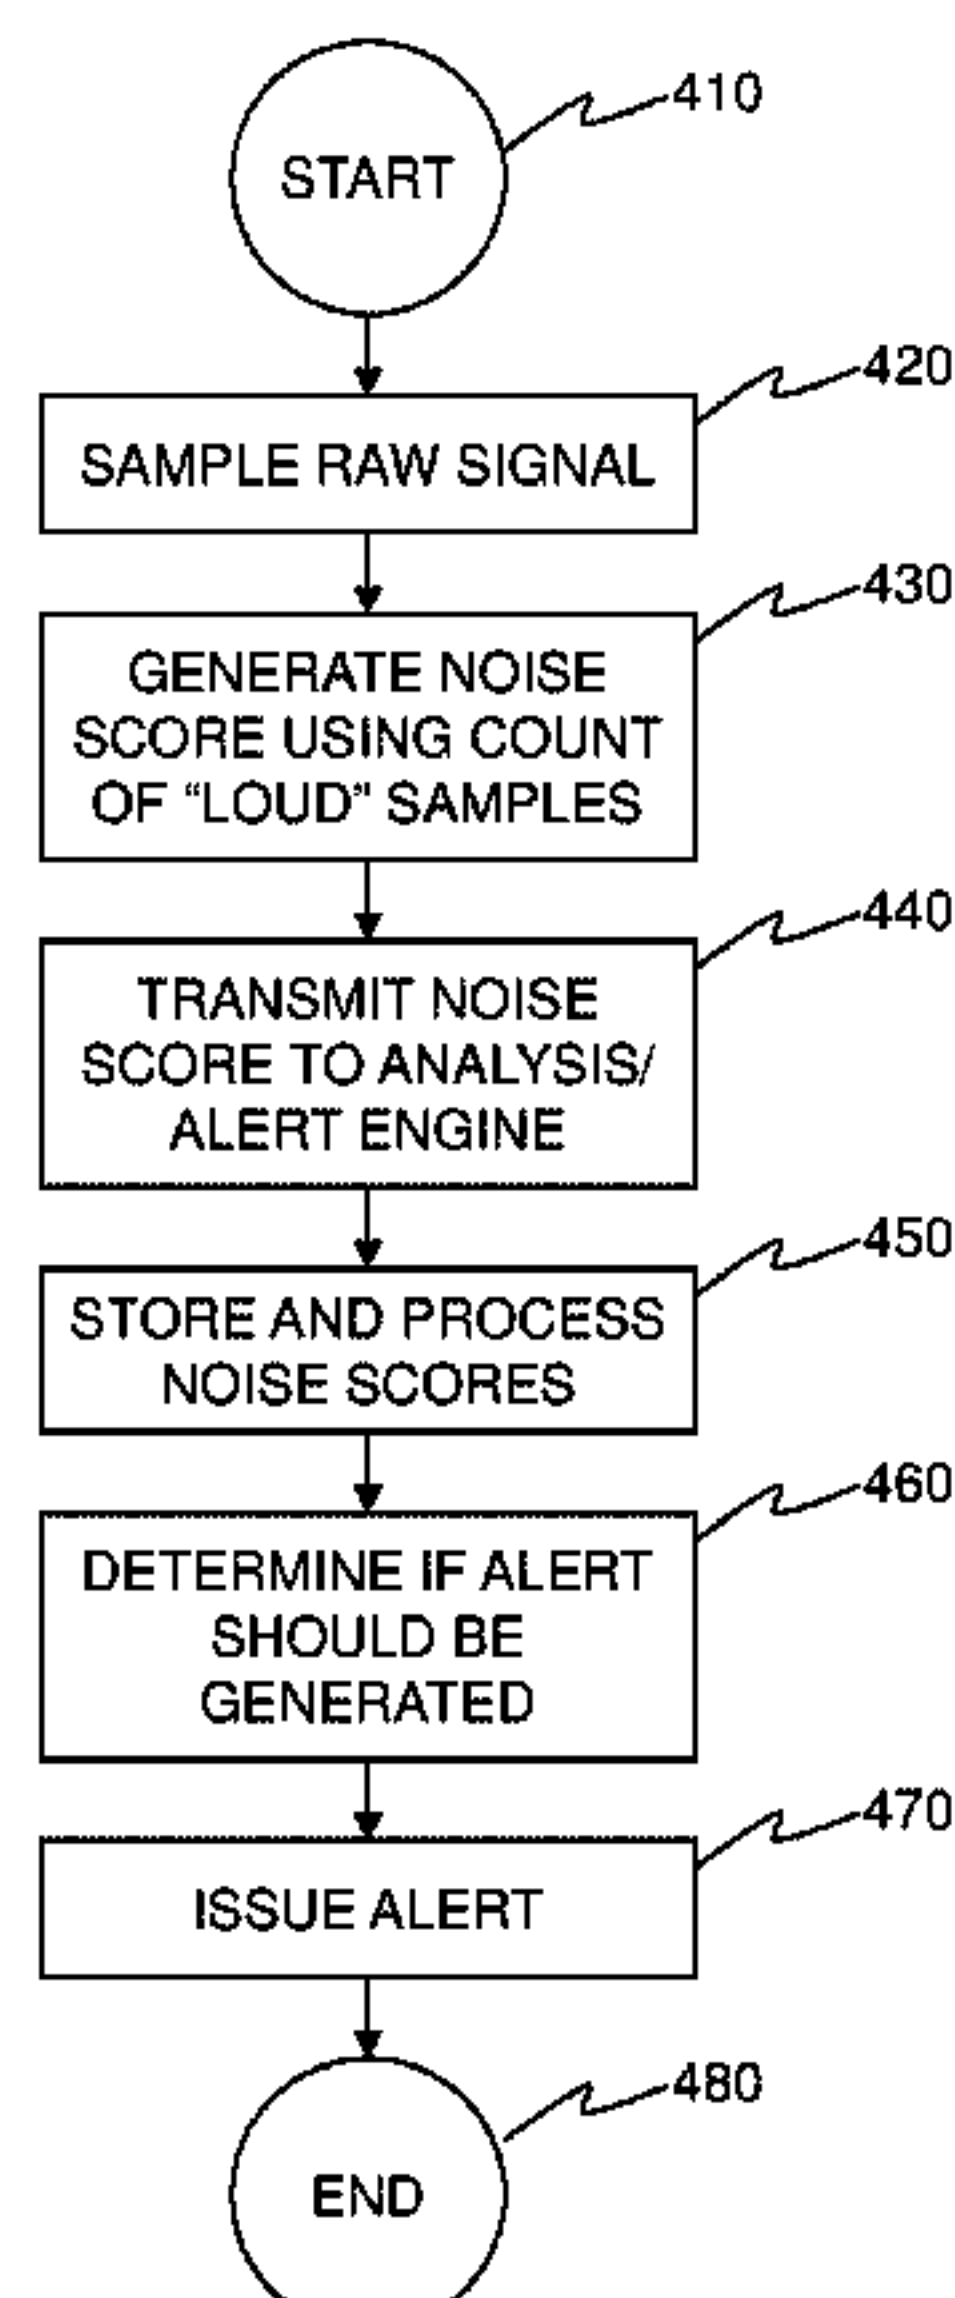 410
START
420
SAMPLE RAW SIGNAL
430
GENERATE NOISE
SCORE USING COUNT
OF “LOUD” SAMPLES
440
TRANSMIT NOISE
SCORE TO ANALYSIS/
ALERT ENGINE
450
STORE AND PROCESS
NOISE SCORES
460
DETERMINE IF ALERT
SHOULD BE
GENERATED
470
ISSUE ALERT
480
END